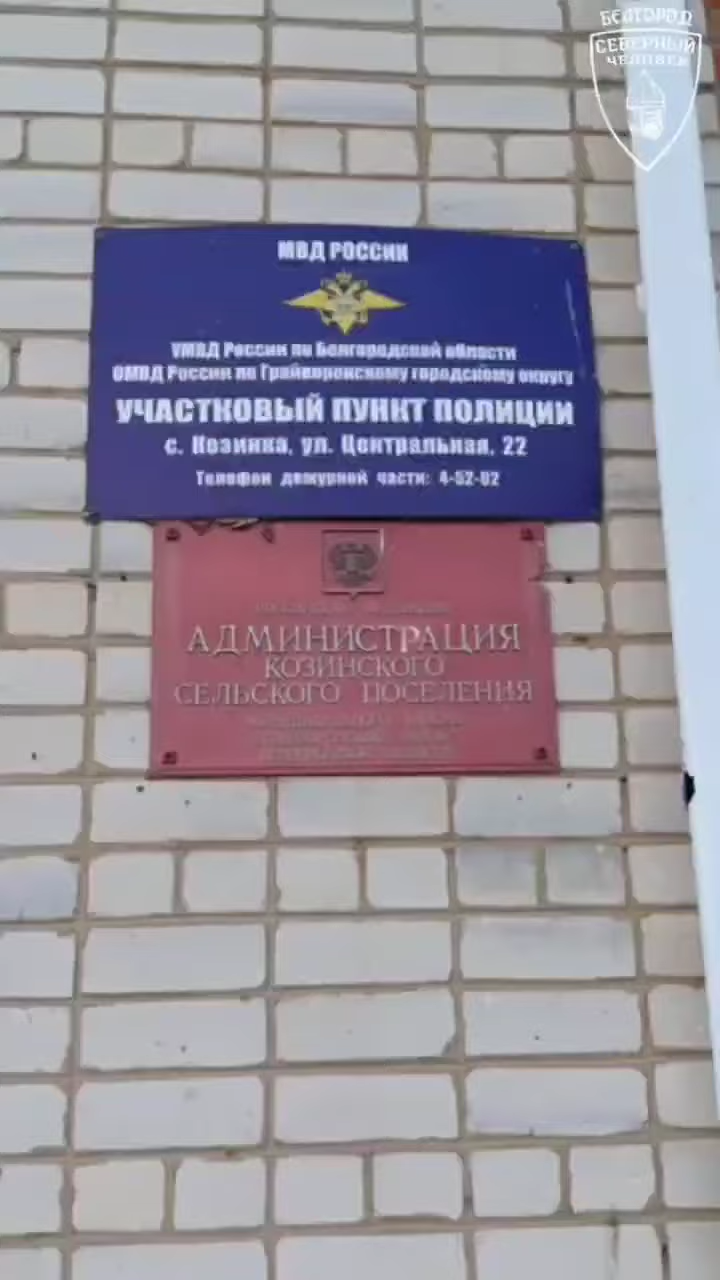 БЕЛГОРОД
СЕВЕРНЫЙ
ЧЕЛОВЕК
МВД РОССИИ
УМВД России по Белгородской области
ОМВД России по Грайворонскому городскому округу
УЧАСТКОВЫЙ ПУНКТ ПОЛИЦИИ
с. Козинка, ул. Центральная, 22
Телефон дежурной части: 4-52-02
АДМИНИСТРАЦИЯ
КОЗИНСКОГО
СЕЛЬСКОГО ПОСЕЛЕНИЯ